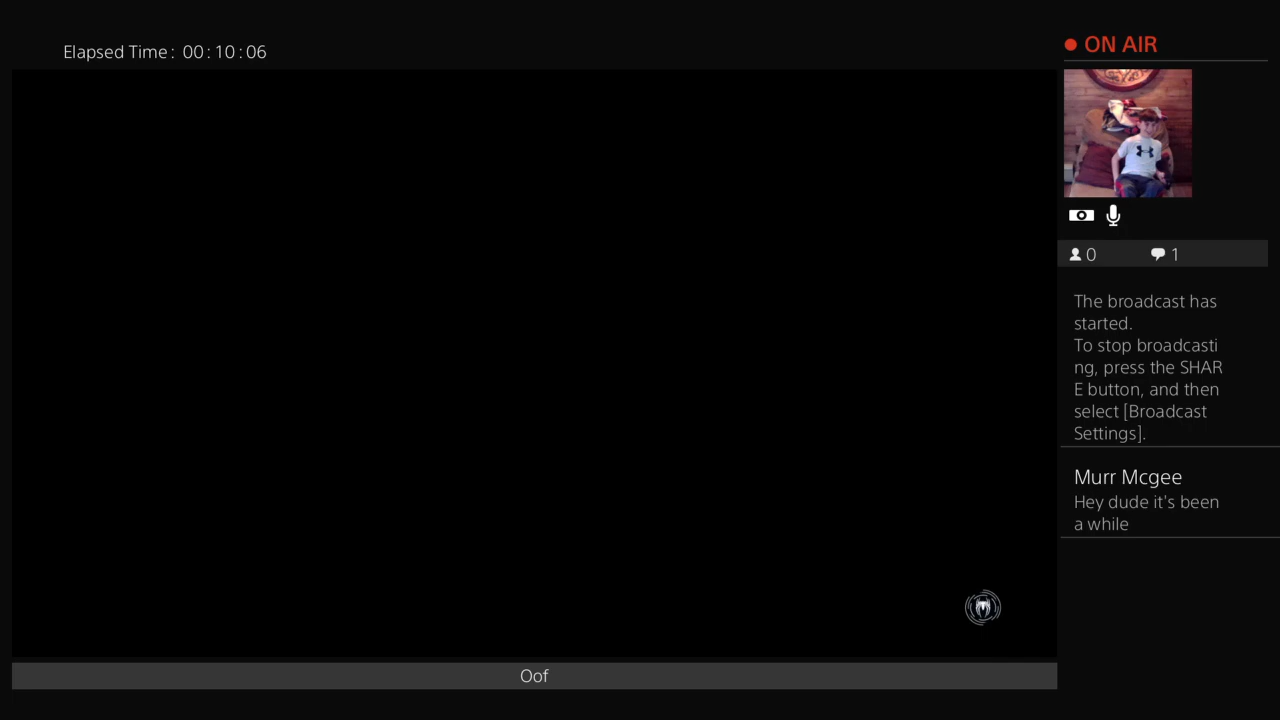 Elapsed Time: 00:10:06
ON AIR
0 1
The broadcast has
started.
To stop broadcasti
ng, press the SHAR
E button, and then
select [Broadcast
Settings].
Murr Mcgee
Hey dude it's been
a while
Oof